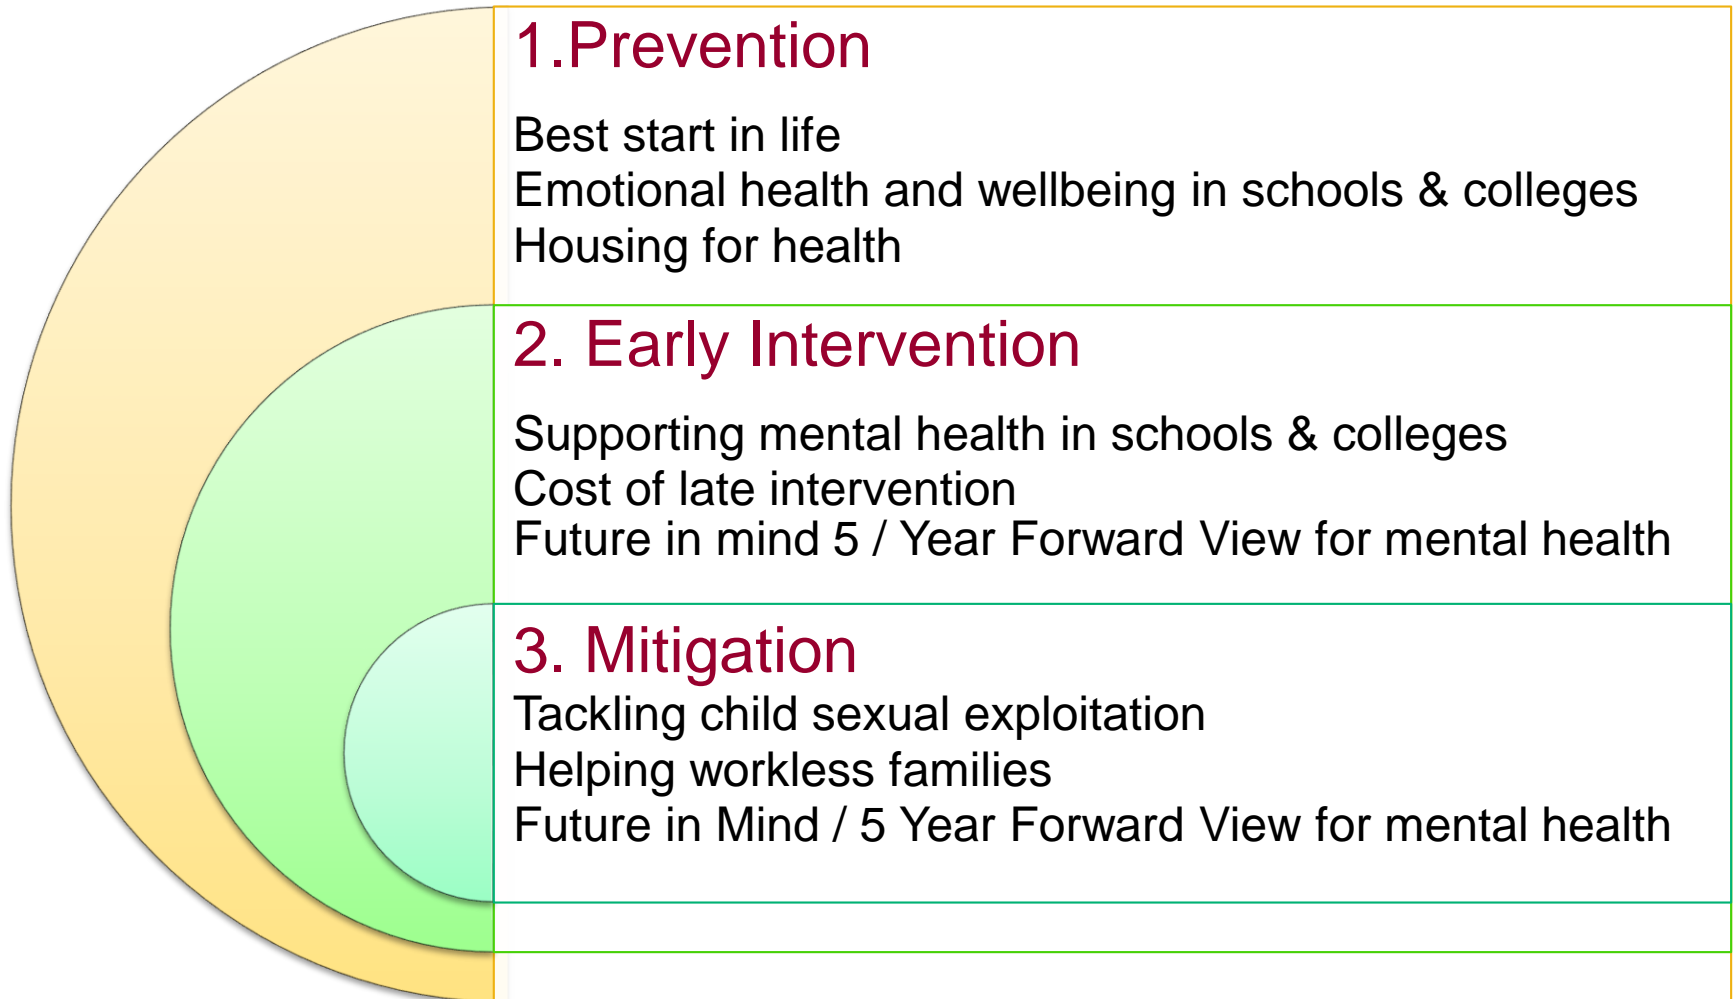 1.Prevention
Best start in life
Emotional health and wellbeing in schools & colleges
Housing for health
2. Early Intervention
Supporting mental health in schools & colleges
Cost of late intervention
Future in mind 5 / Year Forward View for mental health
3. Mitigation
Tackling child sexual exploitation
Helping workless families
Future in Mind / 5 Year Forward View for mental health